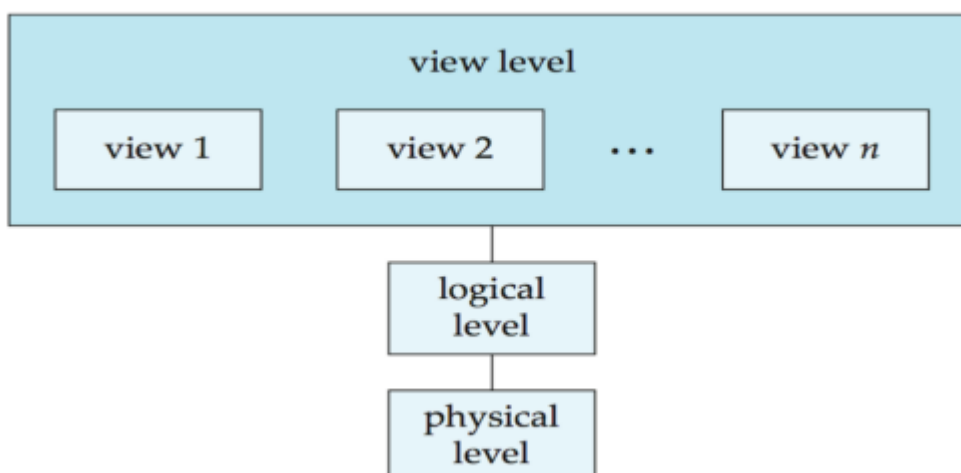 view level
view 1 view 2 ... view n
logical
level
physical
level